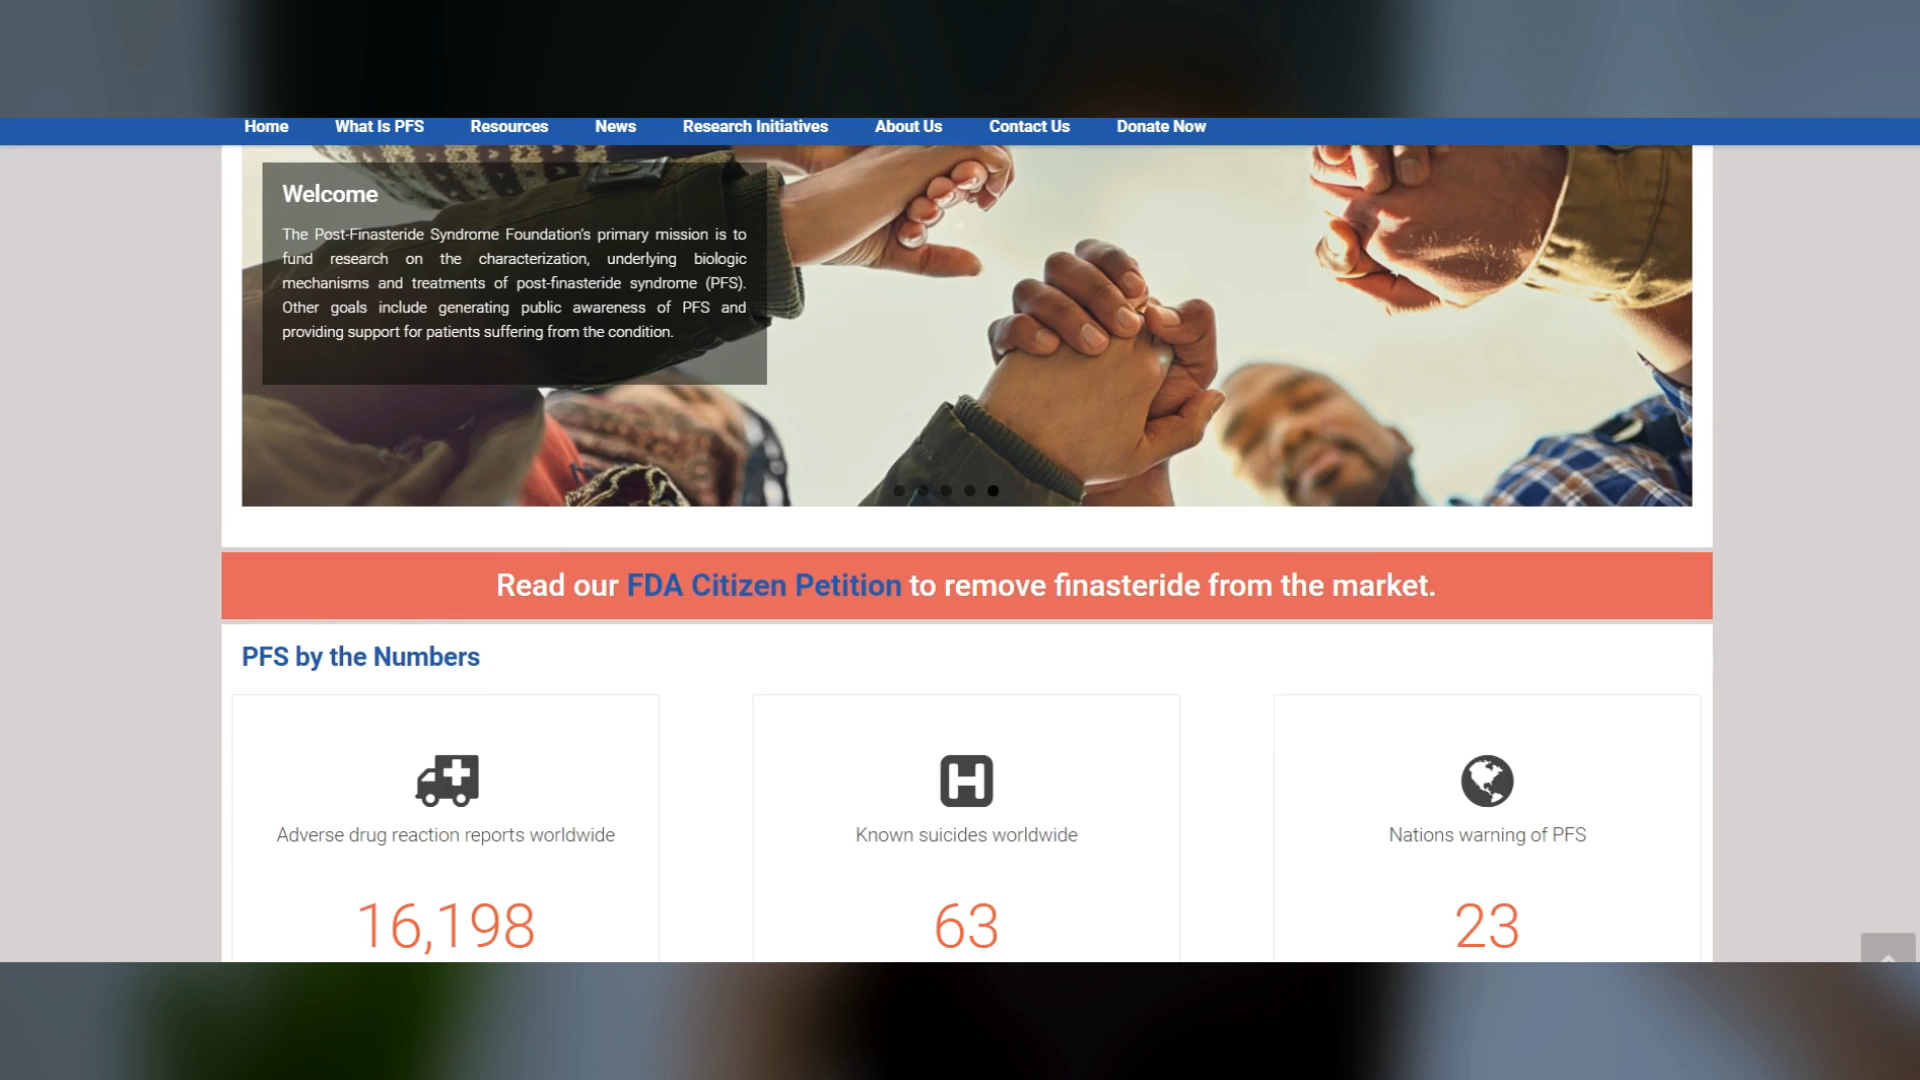 Home What Is PFS Resources News Research Initiatives About Us Contact Us Donate Now
Welcome
The Post-Finasteride Syndrome Foundation's primary mission is to
fund research on the characterization, underlying biologic
mechanisms and treatments of post-finasteride syndrome (PFS).
Other goals include generating public awareness of PFS and
providing support for patients suffering from the condition.
Read our FDA Citizen Petition to remove finasteride from the market.
PFS by the Numbers
H
Adverse drug reaction reports worldwide Known suicides worldwide Nations warning of PFS
16,198 63 23